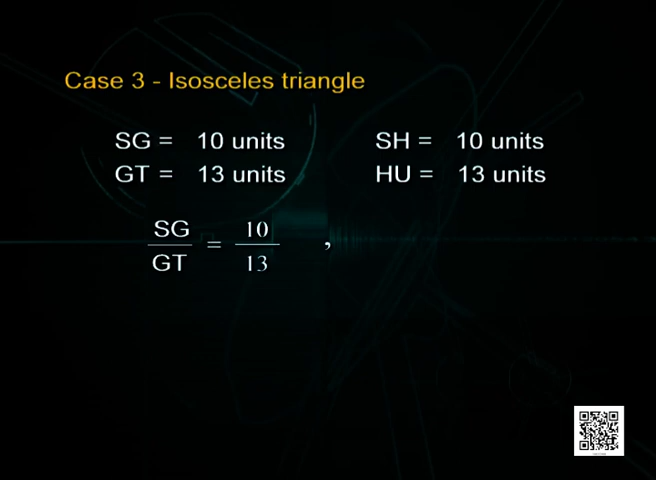 Case 3 - Isosceles triangle
SG = 10 units SH = 10 units
GT = 13 units HU = 13 units
SG/GT = 10/13 ,